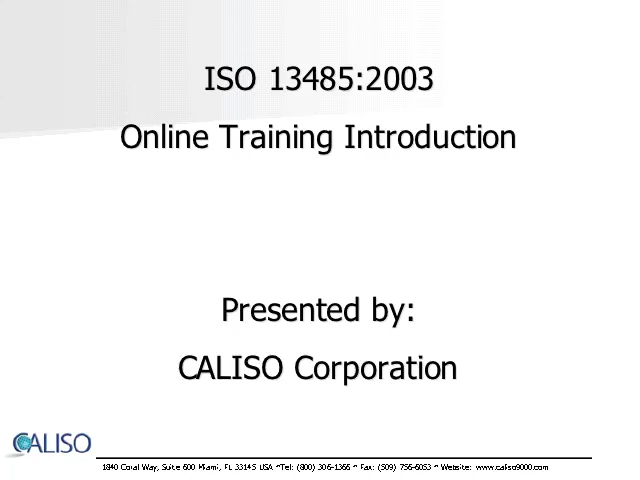 ISO 13485:2003
Online Training Introduction
Presented by:
CALISO Corporation
CALISO
1840 Coral Way, Suite 600 Miami, FL 33145 USA ~Tel: (800) 306-1366 ~ Fax: (509) 756-6053 ~ Website: www.caliso9000.com